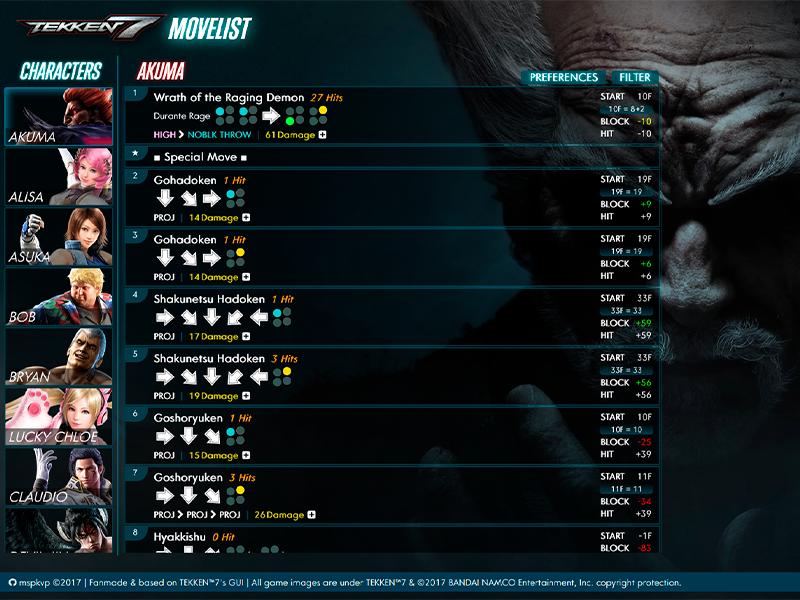 TEKKEN 7 MOVELIST
CHARACTERS
AKUMA
ALISA
ASUKA
BOB
BRYAN
LUCKY CHLOE
CLAUDIO
AKUMA
PREFERENCES FILTER
1
Wrath of the Raging Demon 27 Hits
Durante Rage
HIGH > NOBLK THROW | 61 Damage +
START 10F
10F = 8+2
BLOCK -10
HIT -10
★ ■ Special Move ■
2
Gohadoken 1 Hit
PROJ | 14 Damage +
START 19F
19F = 19
BLOCK +9
HIT +9
3
Gohadoken 1 Hit
PROJ | 14 Damage +
START 19F
19F = 19
BLOCK +6
HIT +6
4
Shakunetsu Hadoken 1 Hit
PROJ | 17 Damage +
START 33F
33F = 33
BLOCK +59
HIT +59
5
Shakunetsu Hadoken 3 Hits
PROJ | 19 Damage +
START 33F
33F = 33
BLOCK +56
HIT +56
6
Goshoryuken 1 Hit
PROJ | 15 Damage +
START 10F
10F = 10
BLOCK -25
HIT +39
7
Goshoryuken 3 Hits
PROJ > PROJ > PROJ | 26 Damage +
START 11F
11F = 11
BLOCK -34
HIT +39
8
Hyakkishu 0 Hit
START -1F
BLOCK -83
mspkvp ©2017 | Fanmade & based on TEKKEN™7's GUI | All game images are under TEKKEN™7 & ©2017 BANDAI NAMCO Entertainment, Inc. copyright protection.